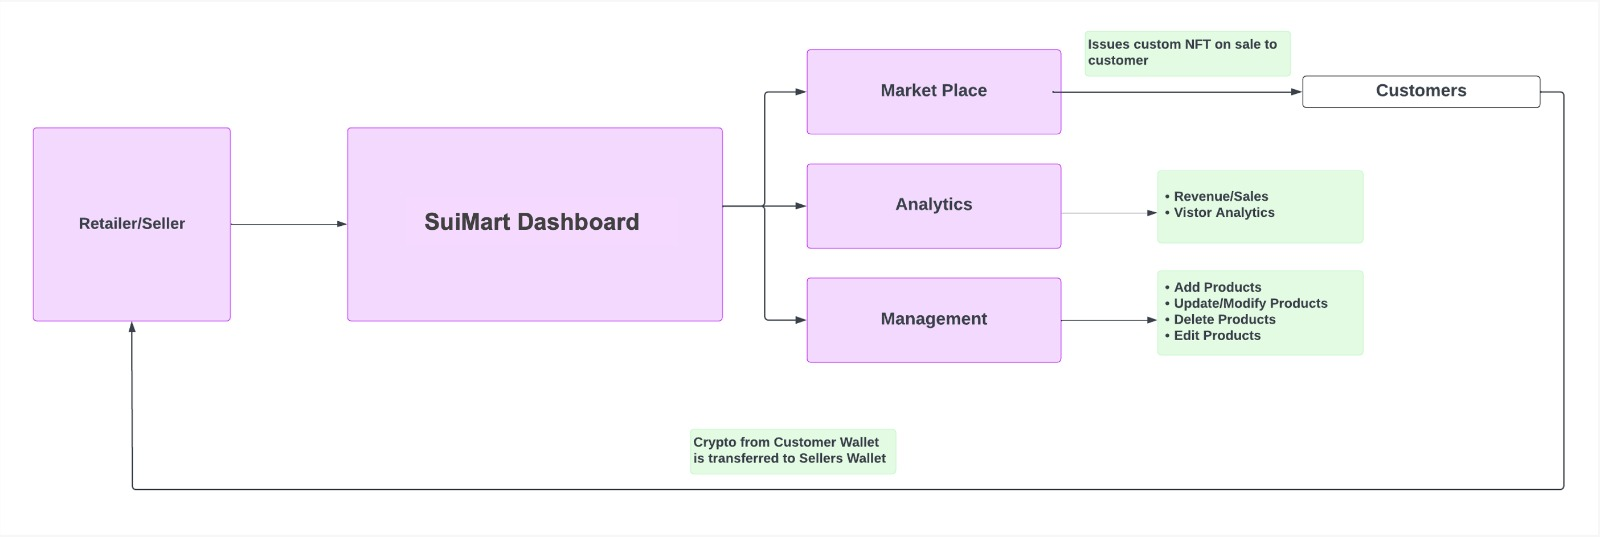 Issues custom NFT on sale to
customer
Market Place
Customers
Retailer/Seller
SuiMart Dashboard
Analytics
• Revenue/Sales
• Vistor Analytics
Management
• Add Products
• Update/Modify Products
• Delete Products
• Edit Products
Crypto from Customer Wallet
is transferred to Sellers Wallet